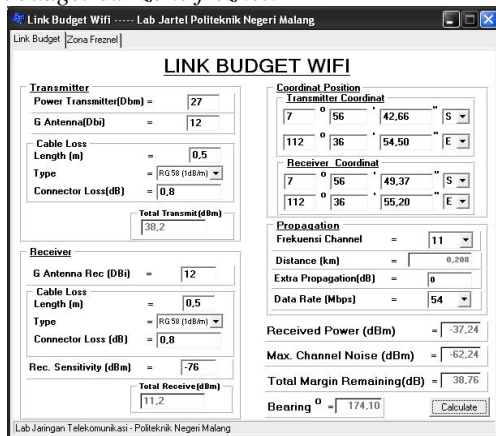 Link Budget Wifi ----- Lab Jartel Politeknik Negeri Malang
Link Budget Zona Freznel
LINK BUDGET WIFI
Transmitter
Power Transmitter(Dbm) = 27
G Antenna(Dbi) = 12
Cable Loss
Length (m) = 0,5
Type = RG 58 (1dB/m)
Connector Loss(dB) = 0,8
Total Transmit(dBm)
38,2
Receiver
G Antenna Rec (DBi) = 12
Cable Loss
Length (m) = 0,5
Type = RG 58 (1dB/m)
Connector Loss (dB) = 0,8
Rec. Sensitivity (dBm) = -76
Total Receive(dBm)
11,2
Coordinat Position
Transmitter Coordinat
7 o 56 ' 42,66 " S
112 o 36 ' 54,50 " E
Receiver Coordinat
7 o 56 ' 49,37 " S
112 o 36 ' 55,20 " E
Propagation
Frekuensi Channel = 11
Distance (km) = 0,208
Extra Propagation(dB) = 0
Data Rate (Mbps) = 54
Received Power (dBm) = -37,24
Max. Channel Noise (dBm) = -62,24
Total Margin Remaining(dB) = 38,76
Bearing o = 174,10 Calculate
Lab Jaringan Telekomunikasi - Politeknik Negeri Malang